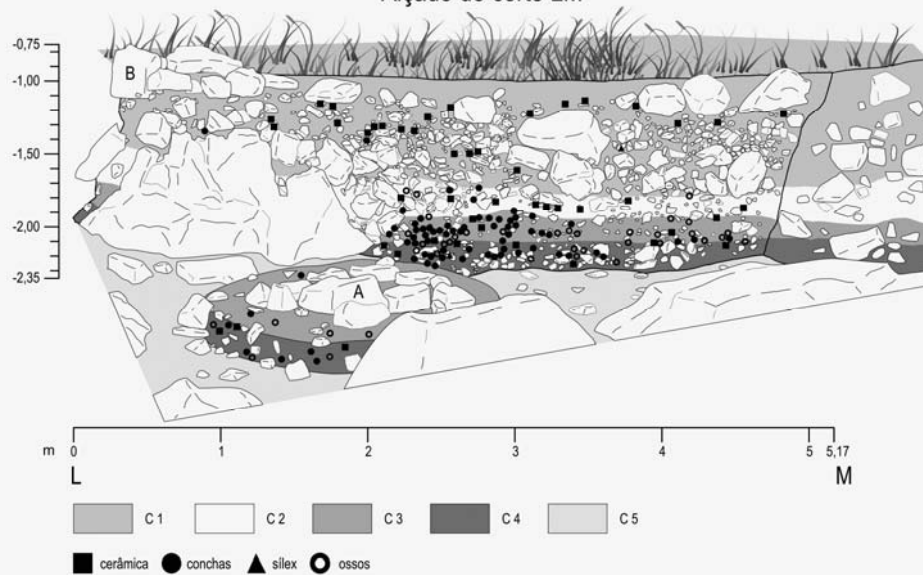 Alçado do corte LM
-0,75
B
-1,00
-1,50
-2,00
-2,35
A
m 0 1 2 3 4 5 5,17
L M
C 1 C 2 C 3 C 4 C 5
cerâmica conchas sílex ossos